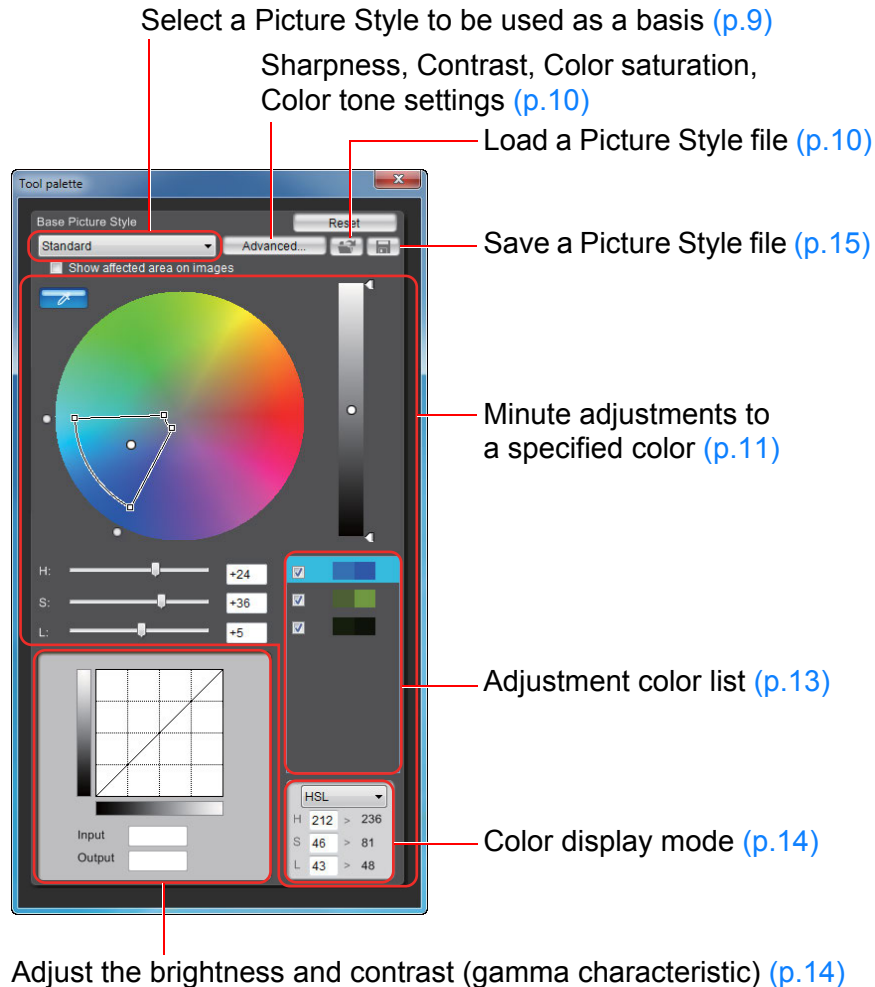 Select a Picture Style to be used as a basis (p.9)
Sharpness, Contrast, Color saturation,
Color tone settings (p.10)
Load a Picture Style file (p.10)
Tool palette
Base Picture Style
Reset
Standard
Advanced...
Save a Picture Style file (p.15)
Show affected area on images
Minute adjustments to
a specified color (p.11)
H: +24
S: +36
L: +5
Adjustment color list (p.13)
HSL
H 212 > 236
S 46 > 81
L 43 > 48
Input
Output
Color display mode (p.14)
Adjust the brightness and contrast (gamma characteristic) (p.14)